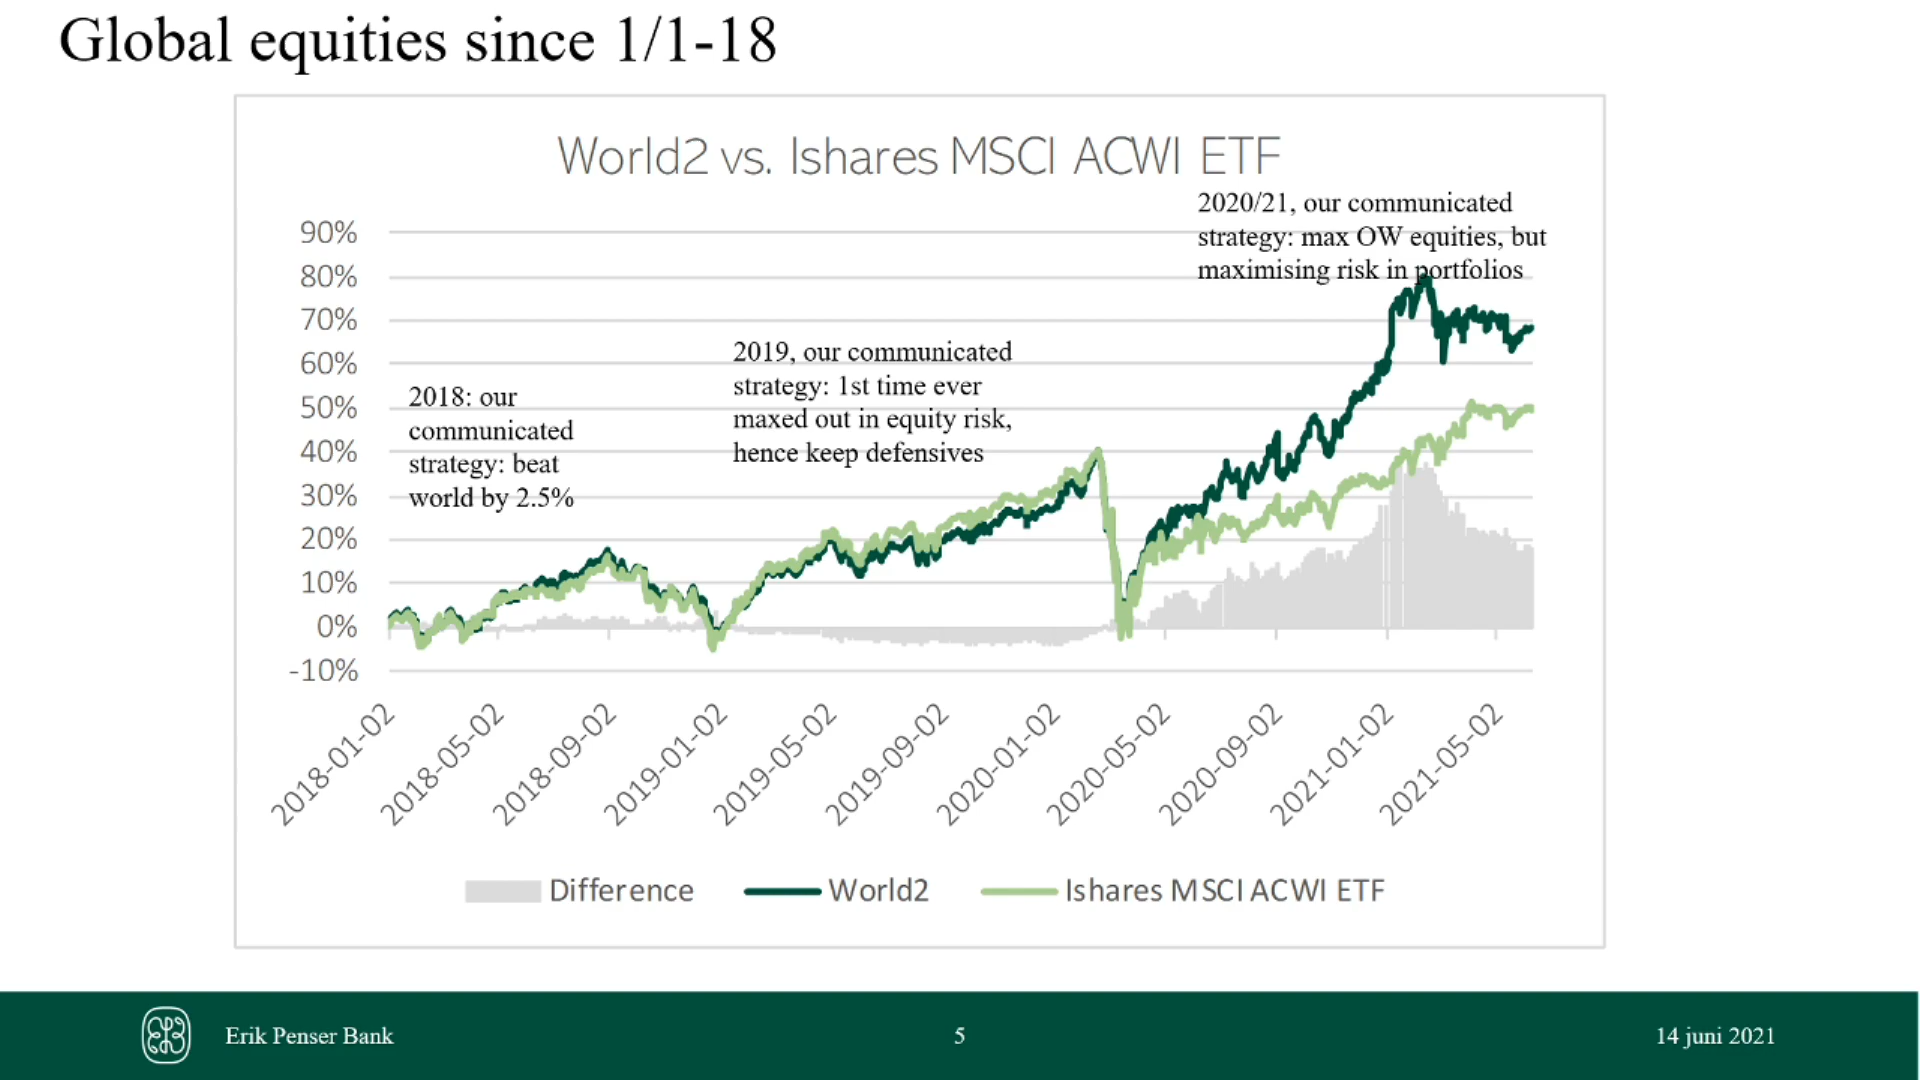 Global equities since 1/1-18
World2 vs. Ishares MSCI ACWI ETF
2020/21, our communicated
strategy: max OW equities, but
maximising risk in portfolios
2019, our communicated
strategy: 1st time ever
maxed out in equity risk,
hence keep defensives
2018: our
communicated
strategy: beat
world by 2.5%
90%
80%
70%
60%
50%
40%
30%
20%
10%
0%
-10%
2018-01-02
2018-05-02
2018-09-02
2019-01-02
2019-05-02
2019-09-02
2020-01-02
2020-05-02
2020-09-02
2021-01-02
2021-05-02
Difference
World2
Ishares MSCI ACWI ETF
Erik Penser Bank
5
14 juni 2021